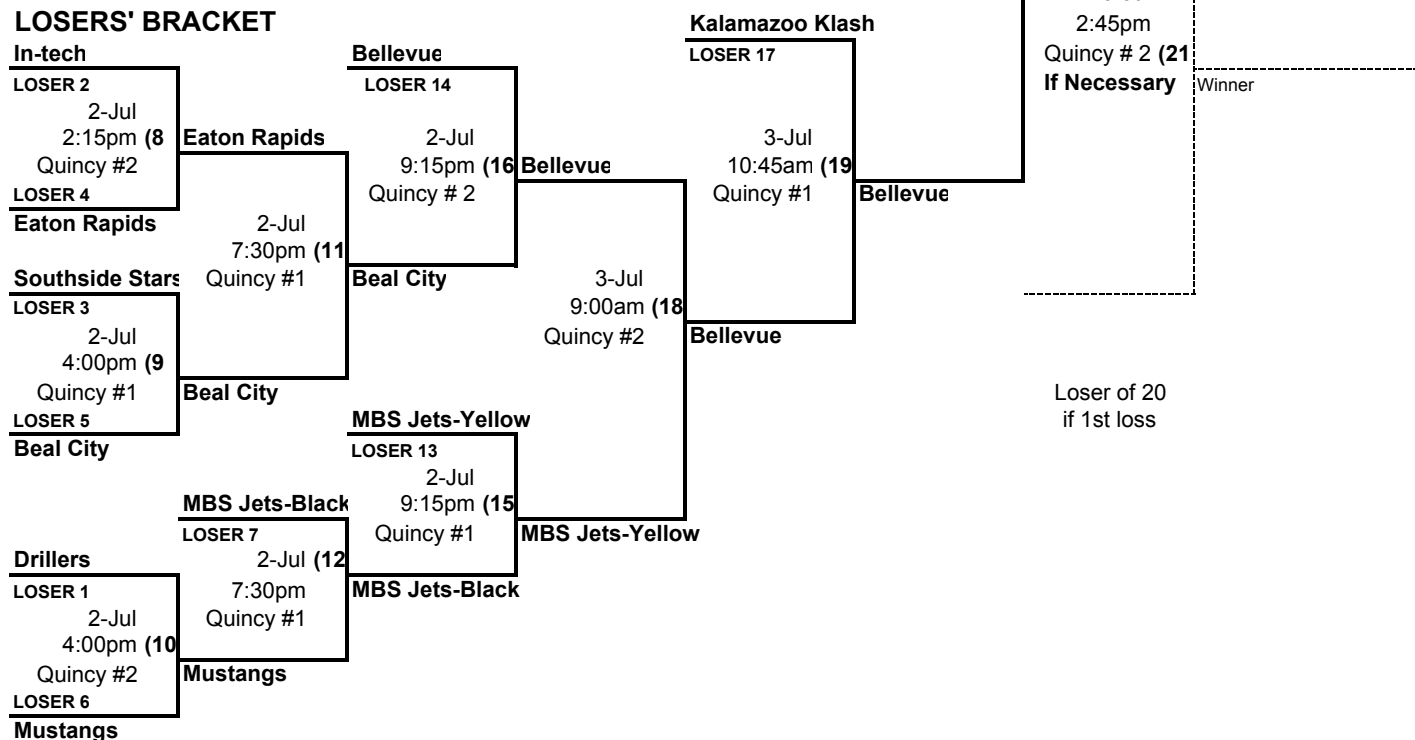 LOSERS' BRACKET
In-tech
LOSER 2
2-Jul
2:15pm (8
Quincy #2
LOSER 4
Eaton Rapids
Southside Stars
LOSER 3
2-Jul
4:00pm (9
Quincy #1
LOSER 5
Beal City
Drillers
LOSER 1
2-Jul
4:00pm (10
Quincy #2
LOSER 6
Mustangs
Eaton Rapids
2-Jul
7:30pm (11
Quincy #1
Beal City
MBS Jets-Black
LOSER 7
2-Jul (12
7:30pm
Quincy #1
Mustangs
Bellevue
LOSER 14
2-Jul
9:15pm (16
Quincy # 2
Beal City
MBS Jets-Yellow
LOSER 13
2-Jul
9:15pm (15
Quincy #1
MBS Jets-Black
Bellevue
3-Jul
9:00am (18
Quincy #2
MBS Jets-Yellow
Kalamazoo Klash
LOSER 17
3-Jul
10:45am (19
Quincy #1
Bellevue
Bellevue
2:45pm
Quincy # 2 (21
If Necessary
Winner
Loser of 20
if 1st loss